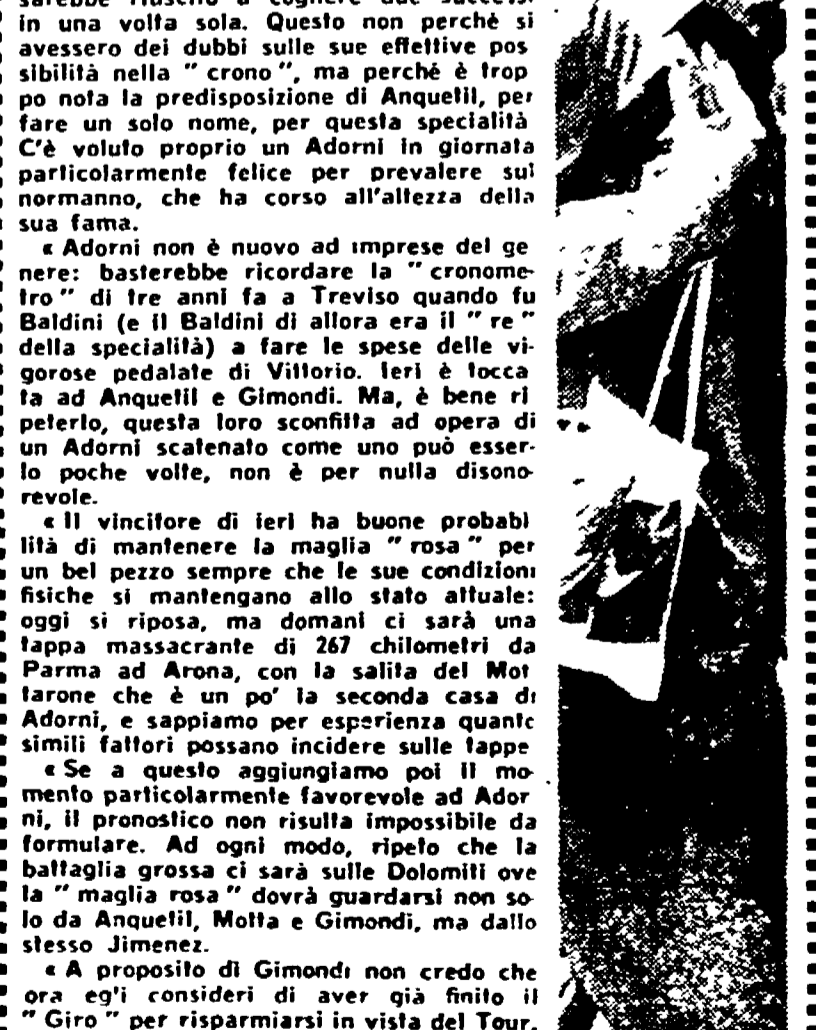 sarebbe riuscito a cogliere due successi
in una volta sola. Questo non perchè si
avessero dei dubbi sulle sue effettive pos
sibilità nella " crono ", ma perché è trop
po nota la predisposizione di Anquetil, per
fare un solo nome, per questa specialità
C'è voluto proprio un Adorni in giornata
particolarmente felice per prevalere sul
normanno, che ha corso all'altezza della
sua fama.
« Adorni non è nuovo ad imprese del ge
nere: basterebbe ricordare la " cronome-
tro " di tre anni fa a Treviso quando fu
Baldini (e il Baldini di allora era il " re "
della specialità) a fare le spese delle vi-
gorose pedalate di Vittorio. Ieri è tocca
ta ad Anquetil e Gimondi. Ma, è bene ri
peterlo, questa loro sconfitta ad opera di
un Adorni scatenato come uno può esser-
lo poche volte, non è per nulla disono-
revole.
« Il vincitore di ieri ha buone probabi
lità di mantenere la maglia " rosa " per
un bel pezzo sempre che le sue condizioni
fisiche si mantengano allo stato attuale:
oggi si riposa, ma domani ci sarà una
tappa massacrante di 267 chilometri da
Parma ad Arona, con la salita del Mot
tarone che è un po' la seconda casa di
Adorni, e sappiamo per esperienza quante
simili fattori possano incidere sulle tappe
« Se a questo aggiungiamo poi il mo-
mento particolarmente favorevole ad Ador
ni, il pronostico non risulta impossibile da
formulare. Ad ogni modo, ripeto che la
battaglia grossa ci sarà sulle Dolomiti ove
la " maglia rosa " dovrà guardarsi non so-
lo da Anquetil, Motta e Gimondi, ma dallo
stesso Jimenez.
« A proposito di Gimondi non credo che
ora eg'i consideri di aver già finito il
" Giro " per risparmiarsi in vista del Tour.